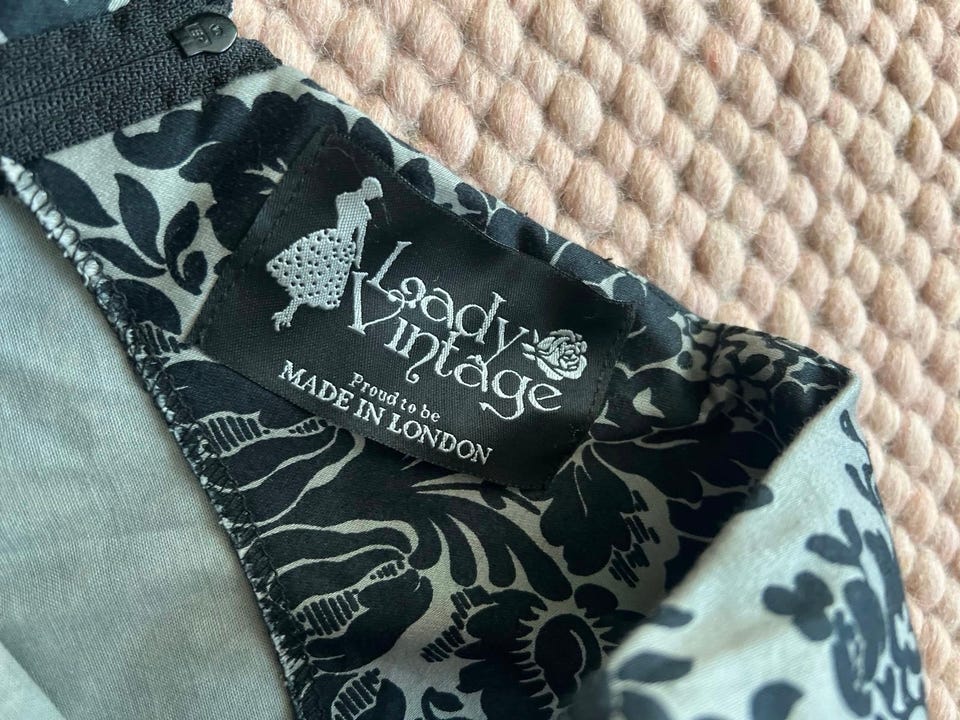 Lady
Vintage
Proud to be
MADE IN LONDON